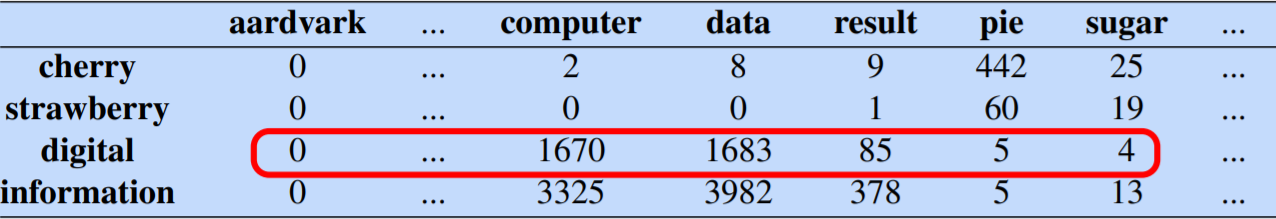 aardvark ... computer data result pie sugar ...
cherry 0 ... 2 8 9 442 25 ...
strawberry 0 ... 0 0 1 60 19 ...
digital 0 ... 1670 1683 85 5 4 ...
information 0 ... 3325 3982 378 5 13 ...